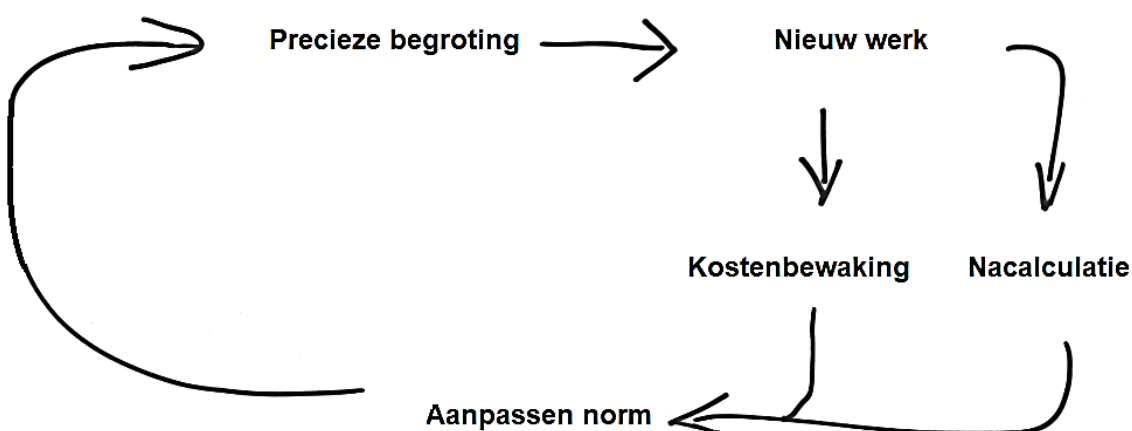 Precieze begroting
Nieuw werk
Kostenbewaking
Nacalculatie
Aanpassen norm